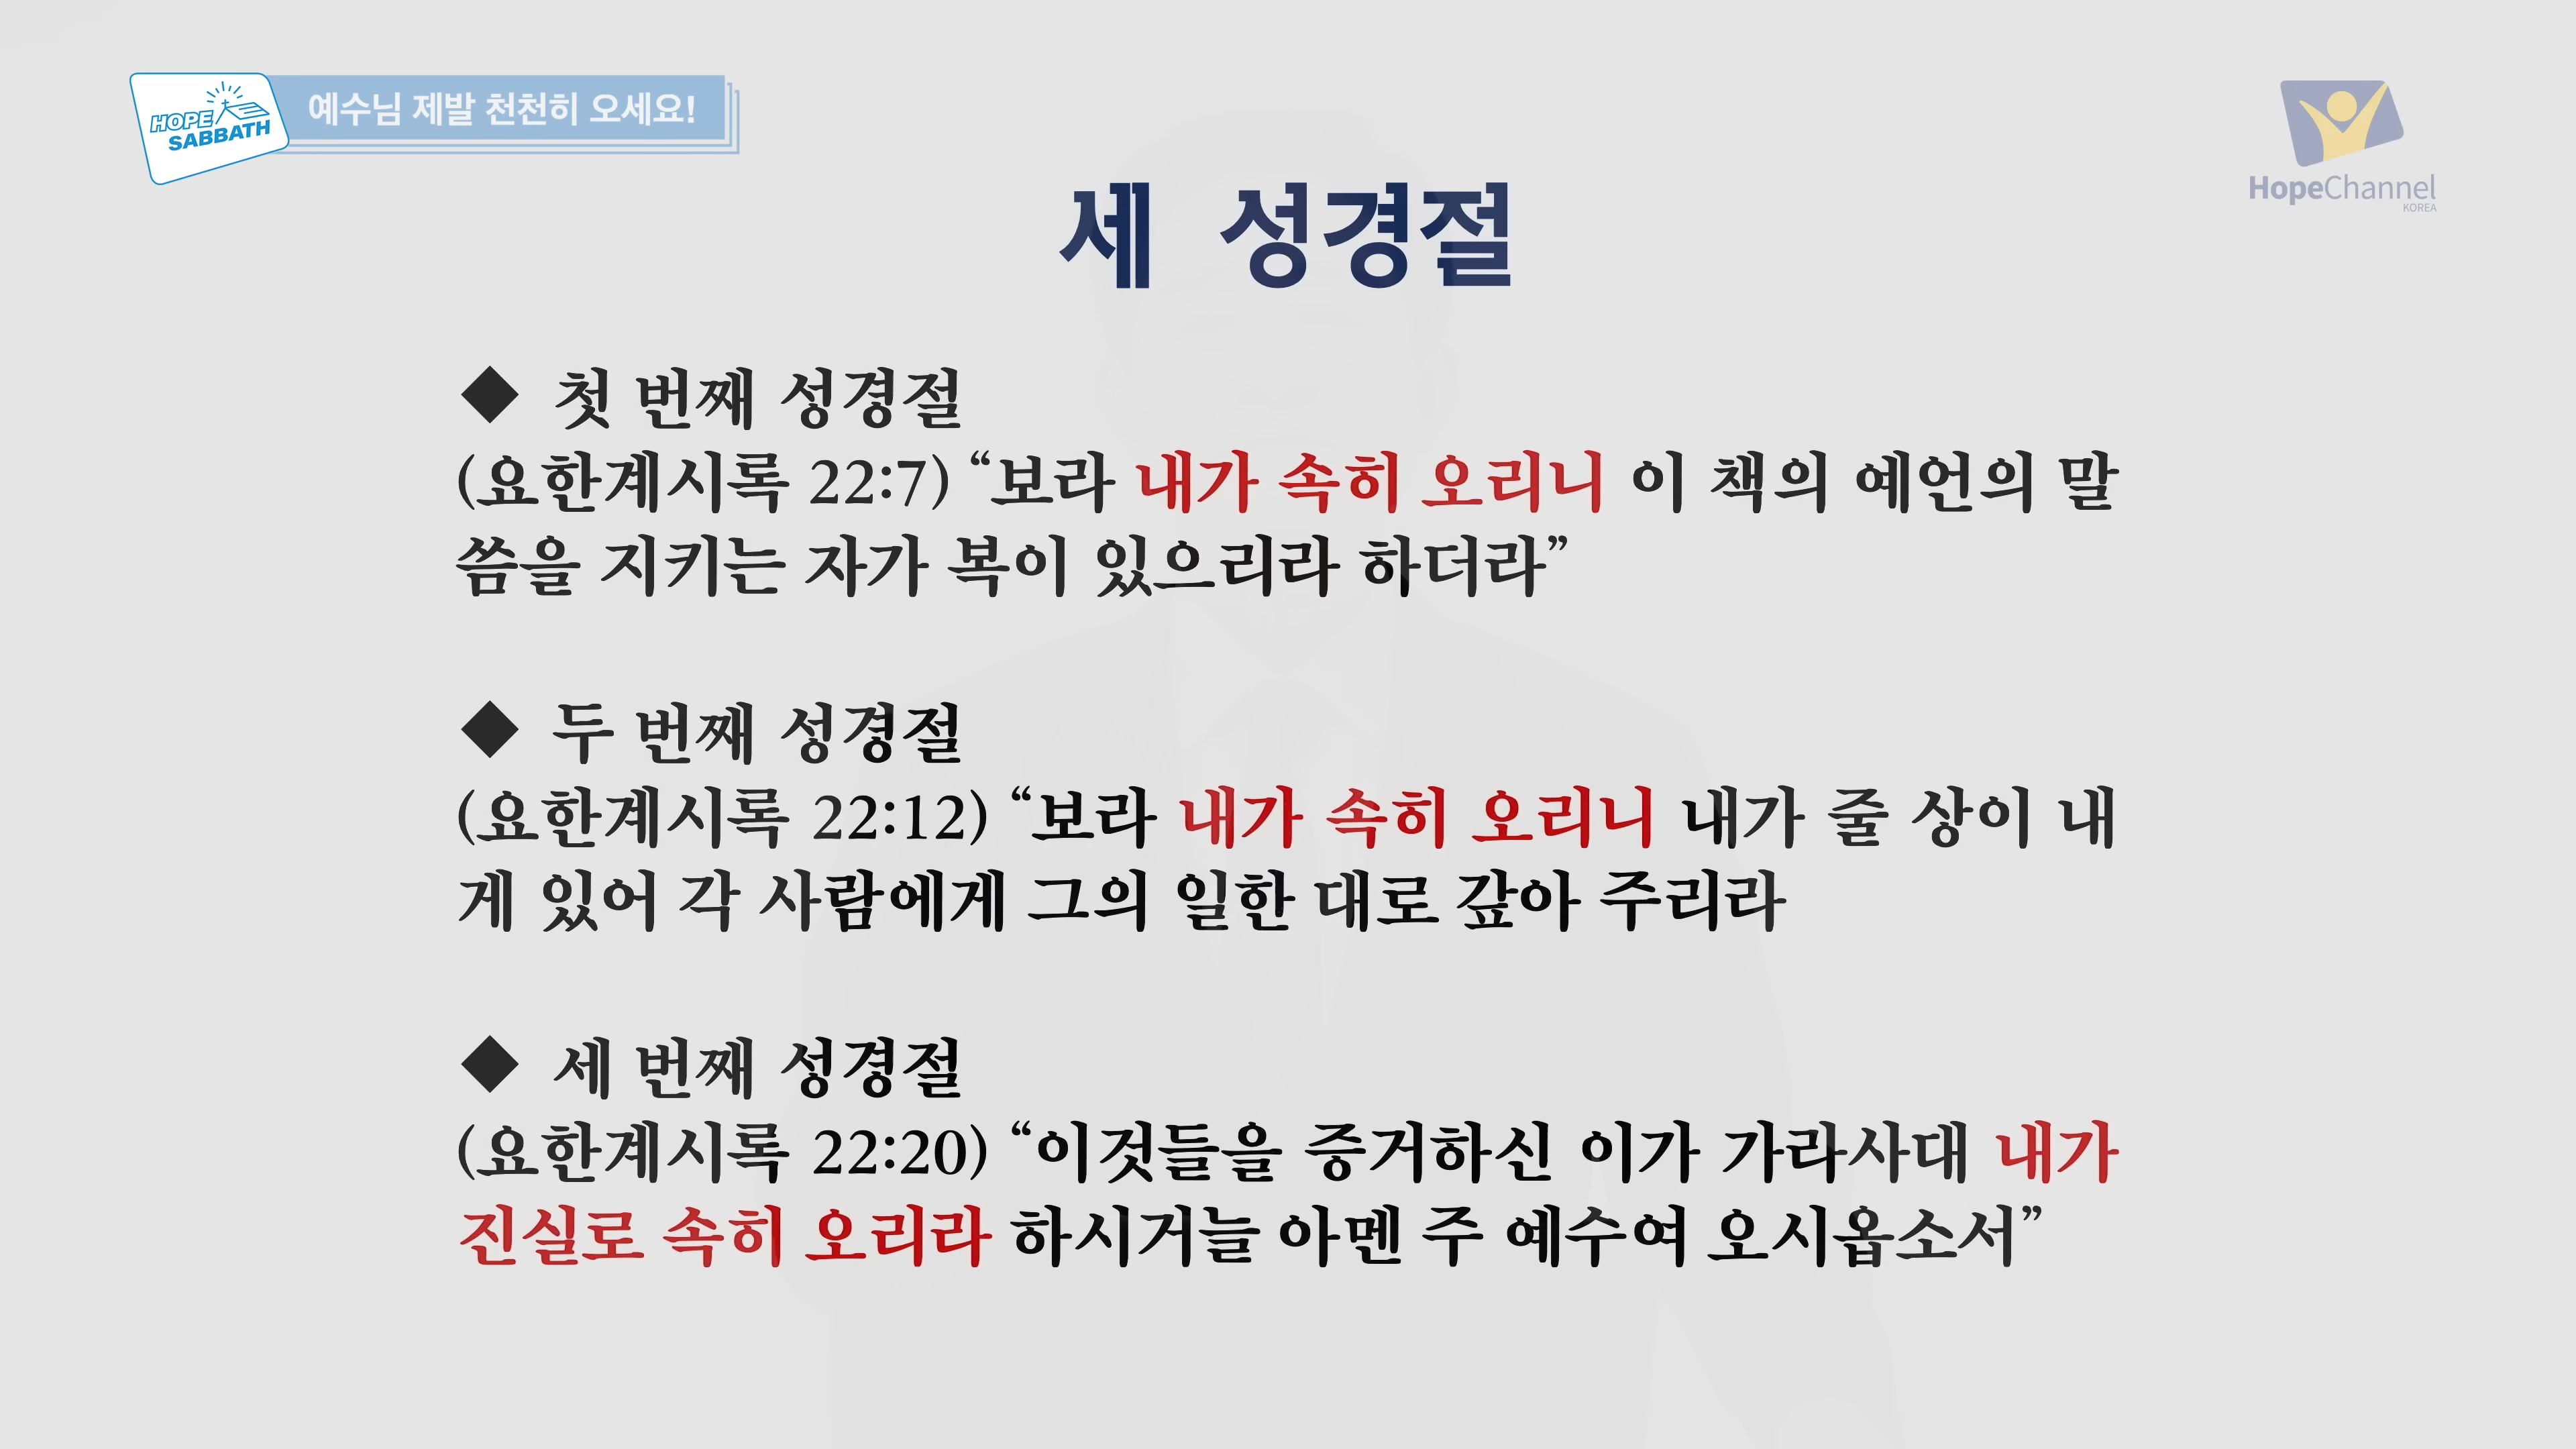 HOPE
SABBATH
예수님 제발 천천히 오세요!
HopeChannel
KOREA
세 성경절
◆ 첫 번째 성경절
(요한계시록 22:7) “보라 내가 속히 오리니 이 책의 예언의 말
씀을 지키는 자가 복이 있으리라 하더라”
◆ 두 번째 성경절
(요한계시록 22:12) “보라 내가 속히 오리니 내가 줄 상이 내
게 있어 각 사람에게 그의 일한 대로 갚아 주리라
◆ 세 번째 성경절
(요한계시록 22:20) “이것들을 증거하신 이가 가라사대 내가
진실로 속히 오리라 하시거늘 아멘 주 예수여 오시옵소서”